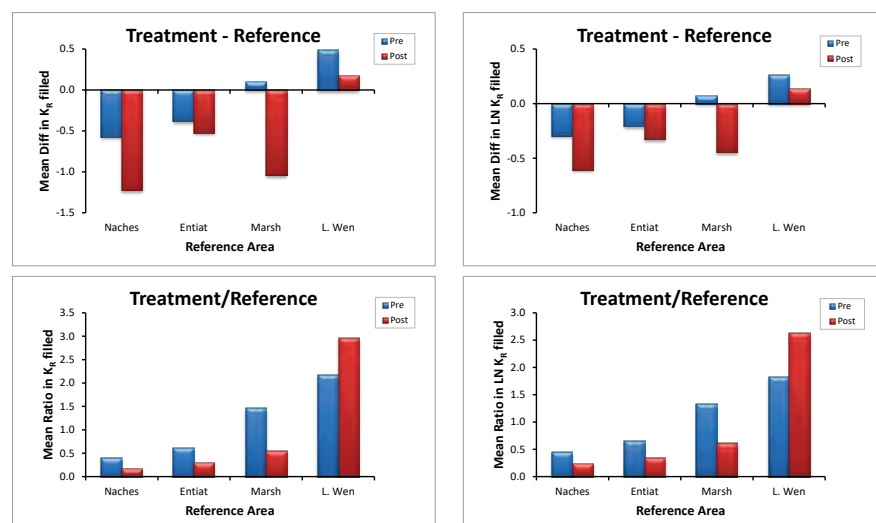 Treatment - Reference
Pre
Post
0.5
0.0
-0.5
-1.0
-1.5
Mean Diff in KR filled
Naches Entiat Marsh L. Wen
Reference Area
Treatment - Reference
Pre
Post
1.0
0.5
0.0
-0.5
-1.0
Mean Diff in LN KR filled
Naches Entiat Marsh L. Wen
Reference Area
Treatment/Reference
Pre
Post
3.5
3.0
2.5
2.0
1.5
1.0
0.5
0.0
Mean Ratio in KR filled
Naches Entiat Marsh L. Wen
Reference Area
Treatment/Reference
Pre
Post
3.0
2.5
2.0
1.5
1.0
0.5
0.0
Mean Ratio in LN KR filled
Naches Entiat Marsh L. Wen
Reference Area